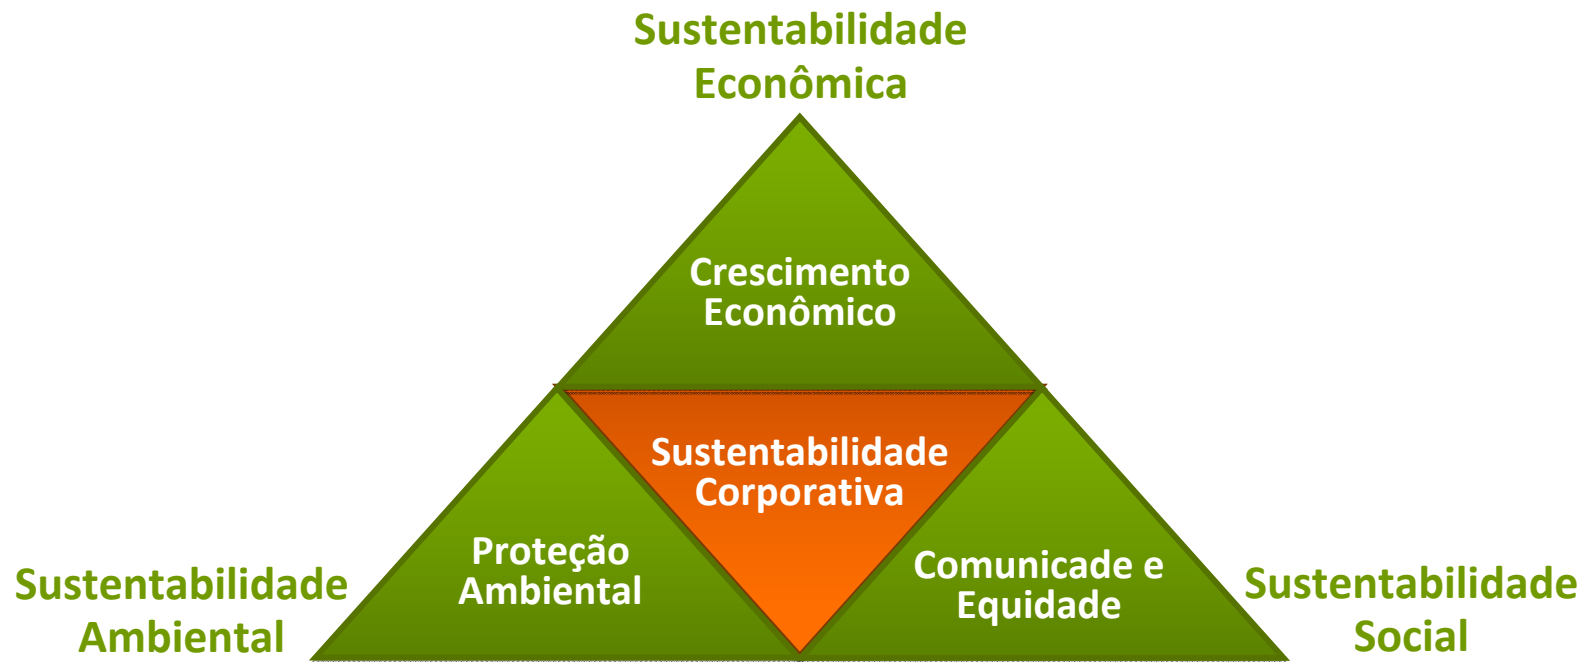 Sustentabilidade
Econômica
Crescimento
Econômico
Sustentabilidade
Corporativa
Proteção
Ambiental
Comunicade e
Equidade
Sustentabilidade
Ambiental
Sustentabilidade
Social